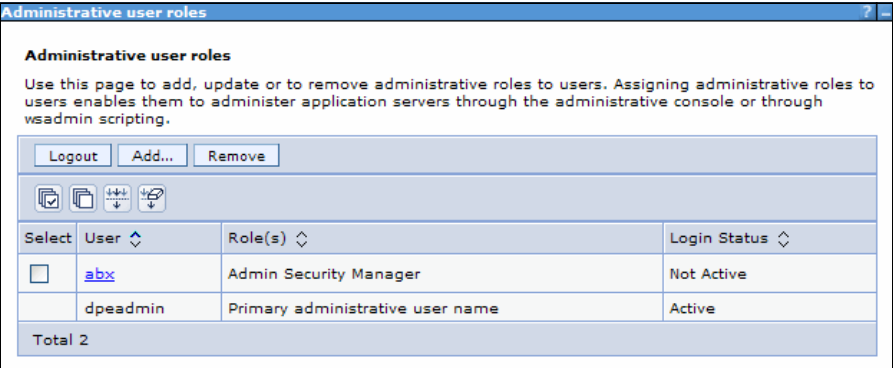 Administrative user roles ? -
Administrative user roles
Use this page to add, update or to remove administrative roles to users. Assigning administrative roles to
users enables them to administer application servers through the administrative console or through
wsadmin scripting.
Logout Add... Remove
Select User Role(s) Login Status
abx Admin Security Manager Not Active
dpeadmin Primary administrative user name Active
Total 2